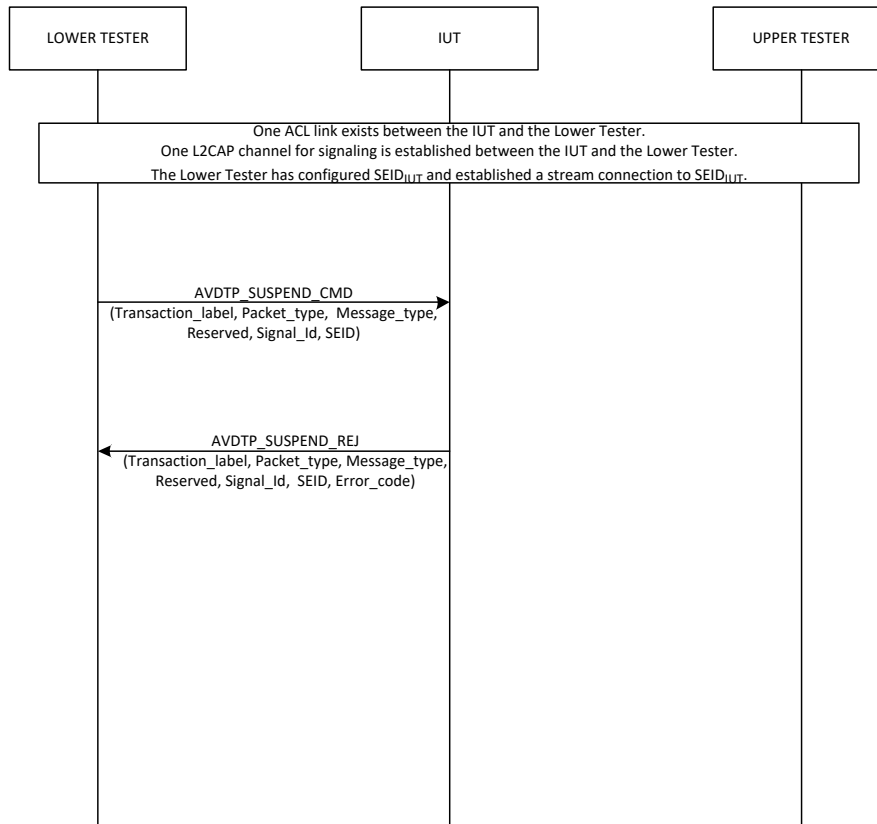 LOWER TESTER
IUT
UPPER TESTER
One ACL link exists between the IUT and the Lower Tester.
One L2CAP channel for signaling is established between the IUT and the Lower Tester.
The Lower Tester has configured SEIDIUT and established a stream connection to SEIDIUT.
AVDTP_SUSPEND_CMD
(Transaction_label, Packet_type, Message_type,
Reserved, Signal_Id, SEID)
AVDTP_SUSPEND_REJ
(Transaction_label, Packet_type, Message_type,
Reserved, Signal_Id, SEID, Error_code)